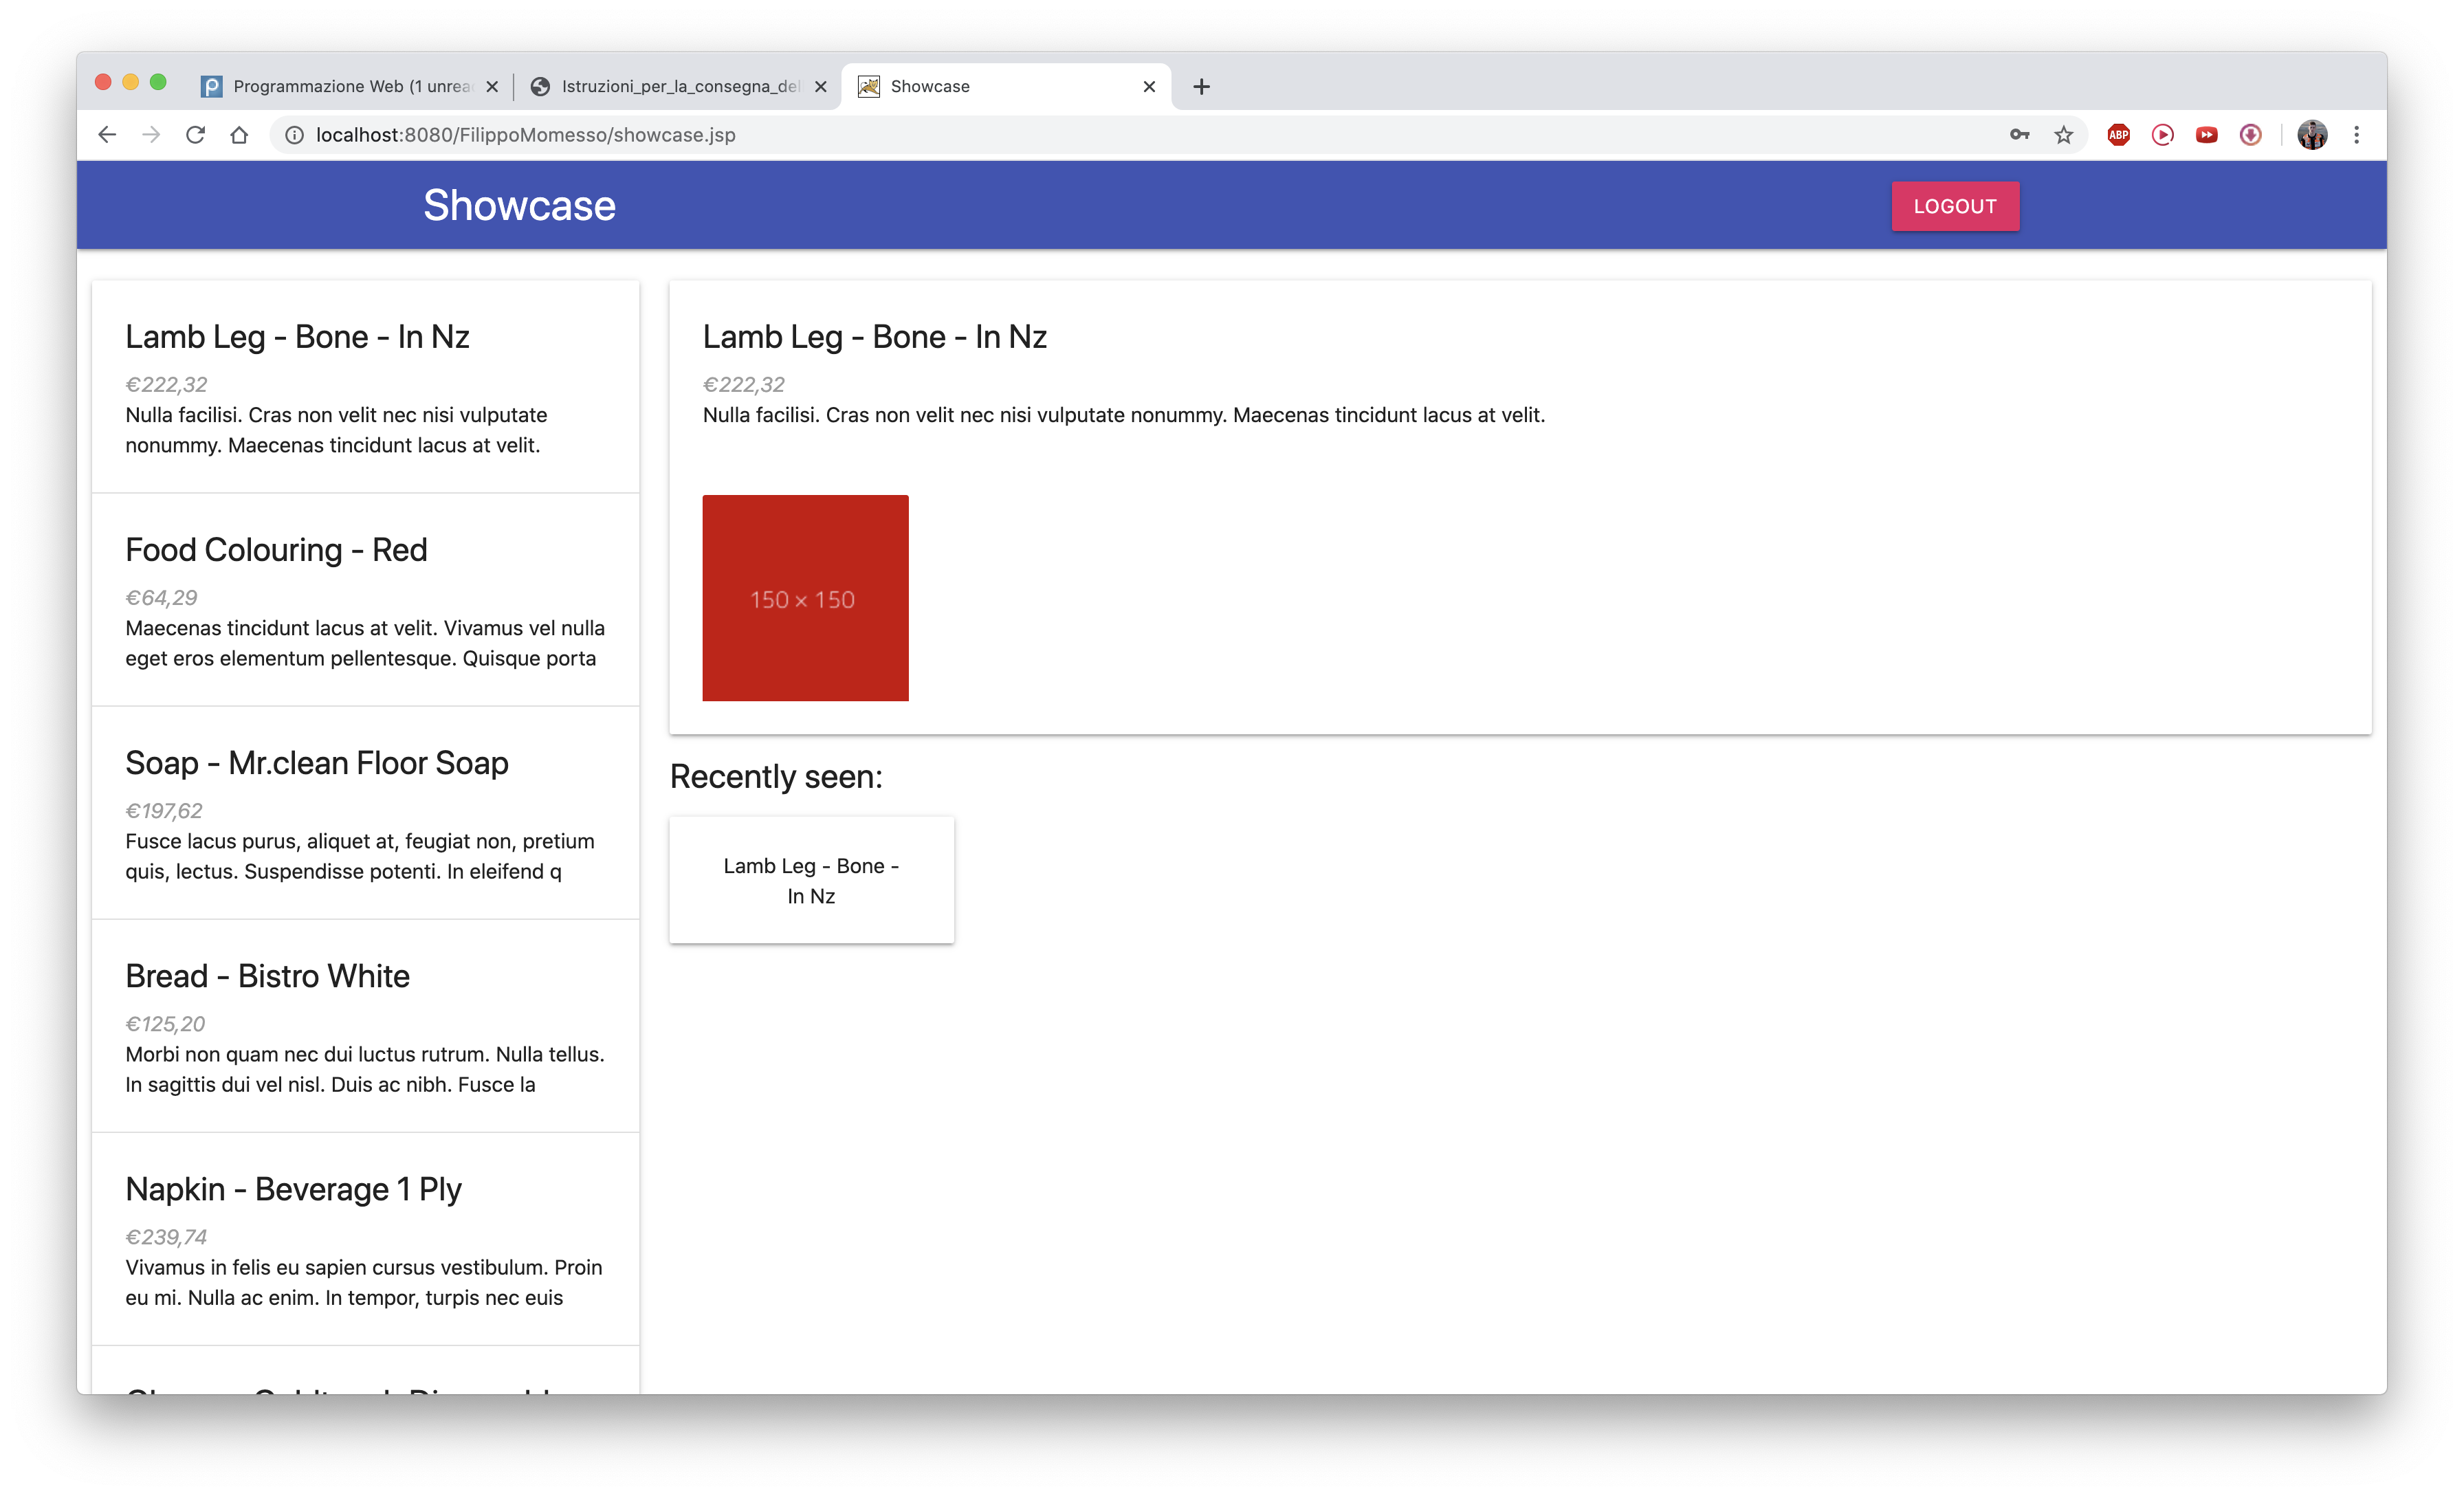 Programmazione Web (1 unrea
Istruzioni_per_la_consegna_del
Showcase
localhost:8080/FilippoMomesso/showcase.jsp
ABP
Showcase
LOGOUT
Lamb Leg - Bone - In Nz
€222,32
Nulla facilisi. Cras non velit nec nisi vulputate
nonummy. Maecenas tincidunt lacus at velit.
Food Colouring - Red
€64,29
Maecenas tincidunt lacus at velit. Vivamus vel nulla
eget eros elementum pellentesque. Quisque porta
Soap - Mr.clean Floor Soap
€197,62
Fusce lacus purus, aliquet at, feugiat non, pretium
quis, lectus. Suspendisse potenti. In eleifend q
Bread - Bistro White
€125,20
Morbi non quam nec dui luctus rutrum. Nulla tellus.
In sagittis dui vel nisl. Duis ac nibh. Fusce la
Napkin - Beverage 1 Ply
€239,74
Vivamus in felis eu sapien cursus vestibulum. Proin
eu mi. Nulla ac enim. In tempor, turpis nec euis
Lamb Leg - Bone - In Nz
€222,32
Nulla facilisi. Cras non velit nec nisi vulputate nonummy. Maecenas tincidunt lacus at velit.
150 × 150
Recently seen:
Lamb Leg - Bone -
In Nz